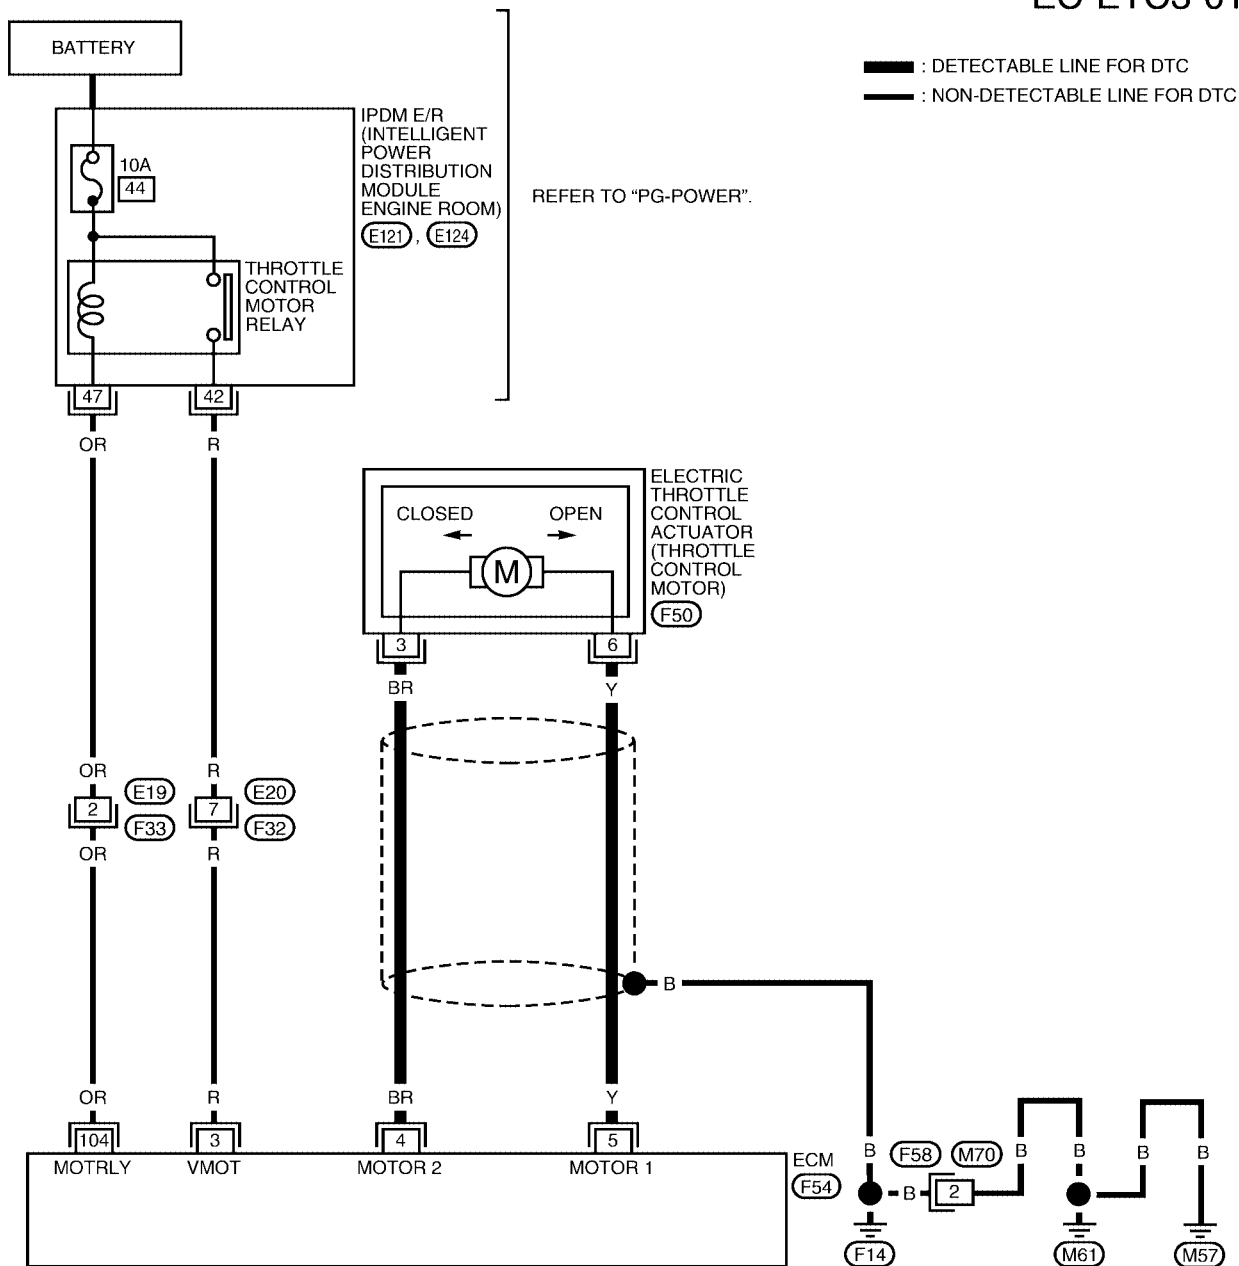 BATTERY
: DETECTABLE LINE FOR DTC
: NON-DETECTABLE LINE FOR DTC
IPDM E/R
(INTELLIGENT
POWER
DISTRIBUTION
MODULE
ENGINE ROOM)
E121 , E124
10A
44
REFER TO “PG-POWER”.
THROTTLE
CONTROL
MOTOR
RELAY
47 42
OR R
ELECTRIC
THROTTLE
CONTROL
ACTUATOR
(THROTTLE
CONTROL
MOTOR)
F50
CLOSED OPEN
M
3 6
BR Y
OR R
2 E19 7 E20
F33 F32
OR R
B
OR R BR Y
104 3 4 5
MOTRLY VMOT MOTOR 2 MOTOR 1
ECM
F54
B F58 M70 B B B B
B 2
F14 M61 M57